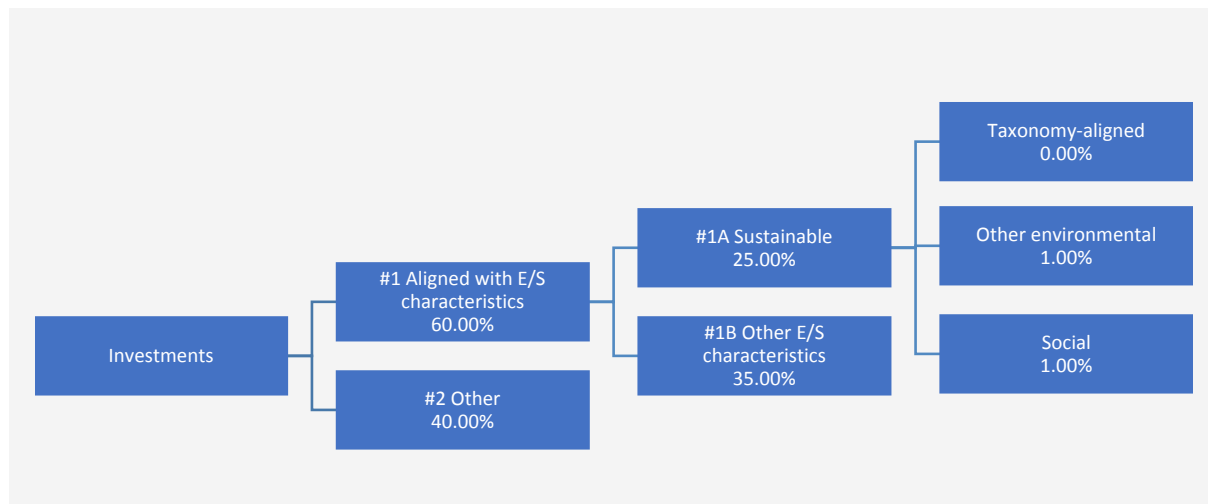 Investments
#1 Aligned with E/S
characteristics
60.00%
#2 Other
40.00%
#1A Sustainable
25.00%
#1B Other E/S
characteristics
35.00%
Taxonomy-aligned
0.00%
Other environmental
1.00%
Social
1.00%